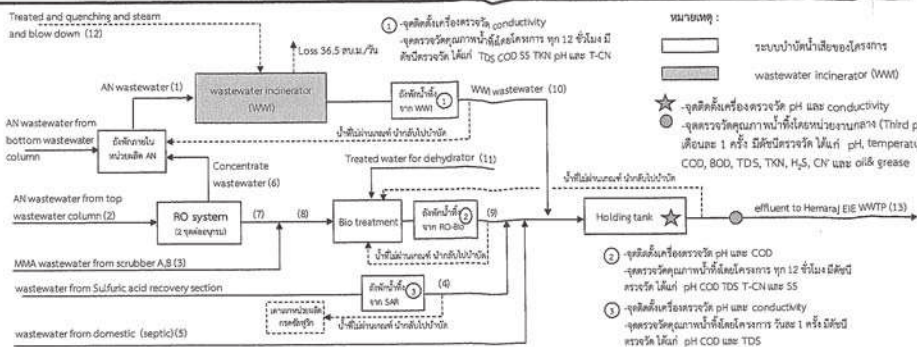 Treated and quenching and steam
and blow down (12)
Loss 36.5 ลบ.ม./วัน
① -จุดติดตั้งเครื่องตรวจวัด conductivity
-จุดตรวจวัดคุณภาพน้ำทิ้งโดยโครงการ ทุก 12 ชั่วโมง มี
ดัชนีตรวจวัด ได้แก่ TDS COD SS TKN pH และ T-CN
หมายเหตุ :
ระบบบำบัดน้ำเสียของโครงการ
wastewater incinerator (WWI)
-จุดติดตั้งเครื่องตรวจวัด pH และ conductivity
-จุดตรวจวัดคุณภาพน้ำทิ้งโดยหน่วยงานกลาง (Third p
เดือนละ 1 ครั้ง มีดัชนีตรวจวัด ได้แก่ pH, temperatu
COD, BOD, TDS, TKN, H₂S, CN⁻ และ oil& grease
AN wastewater (1)
wastewater incinerator
(WWI)
ถังพักน้ำทิ้ง
จาก WWI
1
WWI wastewater (10)
น้ำที่ไม่ผ่านเกณฑ์ นำกลับไปบำบัด
AN wastewater from
bottom wastewater
column
ถังพักภายใน
หน่วยผลิต AN
Concentrate
wastewater (6)
Treated water for dehydrator (11)
น้ำที่ไม่ผ่านเกณฑ์ นำกลับไปบำบัด
AN wastewater from top
wastewater column (2)
RO system
(2 ชุดต่ออนุกรม)
(7)
(8)
Bio treatment
ถังพักน้ำทิ้ง
จาก RO-Bio
2
(9)
Holding tank
effluent to Hemaraj EIE WWTP (13)
น้ำที่ไม่ผ่านเกณฑ์ นำกลับไปบำบัด
MMA wastewater from scrubber A,B (3)
wastewater from Sulfuric acid recovery section
ถังพักน้ำทิ้ง
จาก SAR
3
(4)
น้ำที่ไม่ผ่านเกณฑ์ นำกลับไปบำบัด
wastewater from domestic (septic) (5)
② -จุดติดตั้งเครื่องตรวจวัด pH และ COD
-จุดตรวจวัดคุณภาพน้ำทิ้งโดยโครงการ ทุก 12 ชั่วโมง มีดัชนี
ตรวจวัด ได้แก่ pH COD TDS T-CN และ SS
③ -จุดติดตั้งเครื่องตรวจวัด pH และ conductivity
-จุดตรวจวัดคุณภาพน้ำทิ้งโดยโครงการ วันละ 1 ครั้ง มีดัชนี
ตรวจวัด ได้แก่ pH COD และ TDS